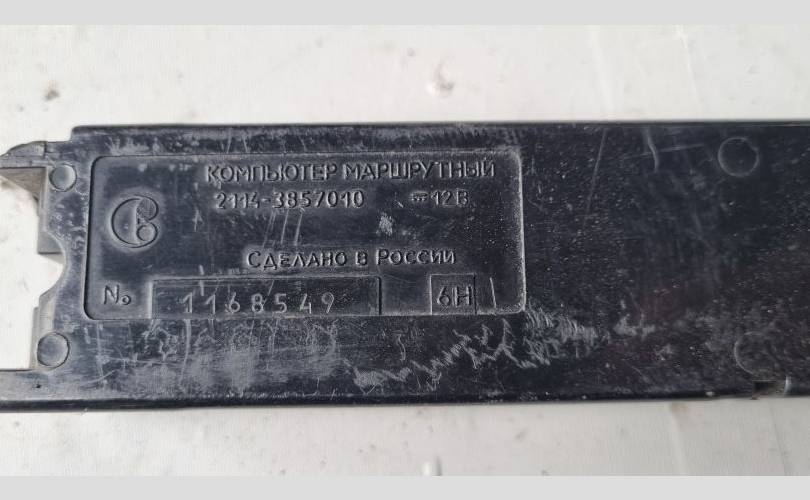 КОМПЬЮТЕР МАРШРУТНЫЙ
2114-3857010 ⎓12В
СДЕЛАНО В РОССИИ
№ 1168549 6Н